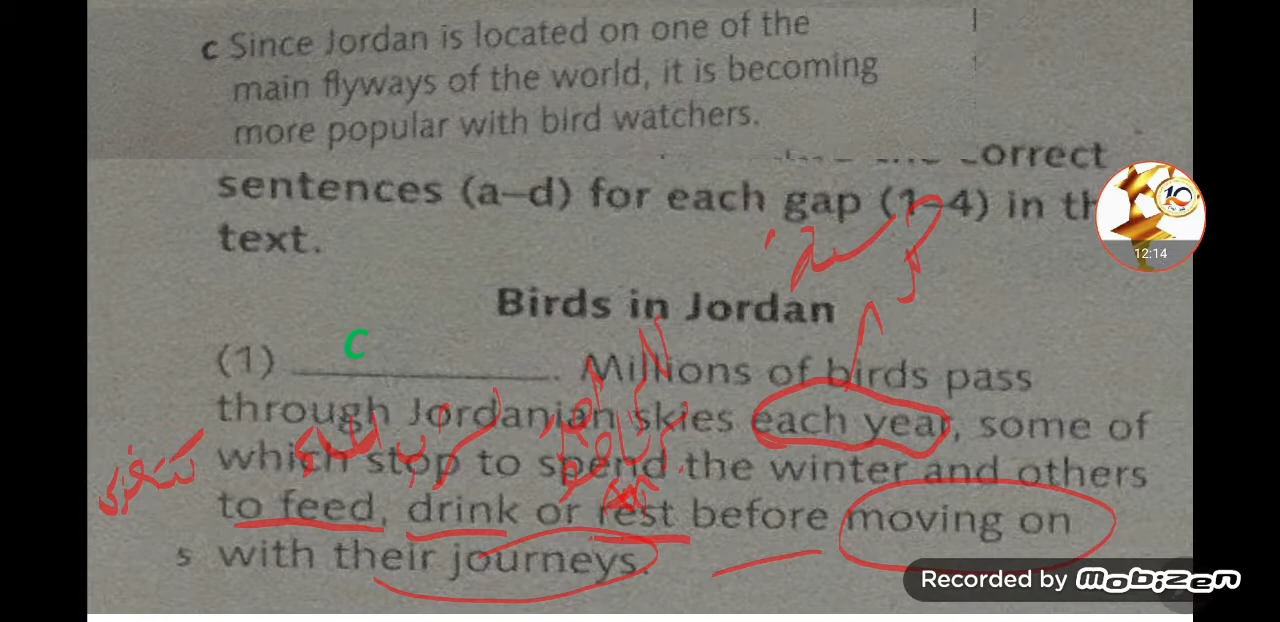 c Since Jordan is located on one of the
main flyways of the world, it is becoming
more popular with bird watchers.
orrect
sentences (a–d) for each gap (1–4) in th
text.
12:14
Birds in Jordan
C
(1) ____________. Millions of birds pass
through Jordanian skies each year, some of
which stop to spend the winter and others
to feed, drink or rest before moving on
5 with their journeys.
Recorded by Mobizen